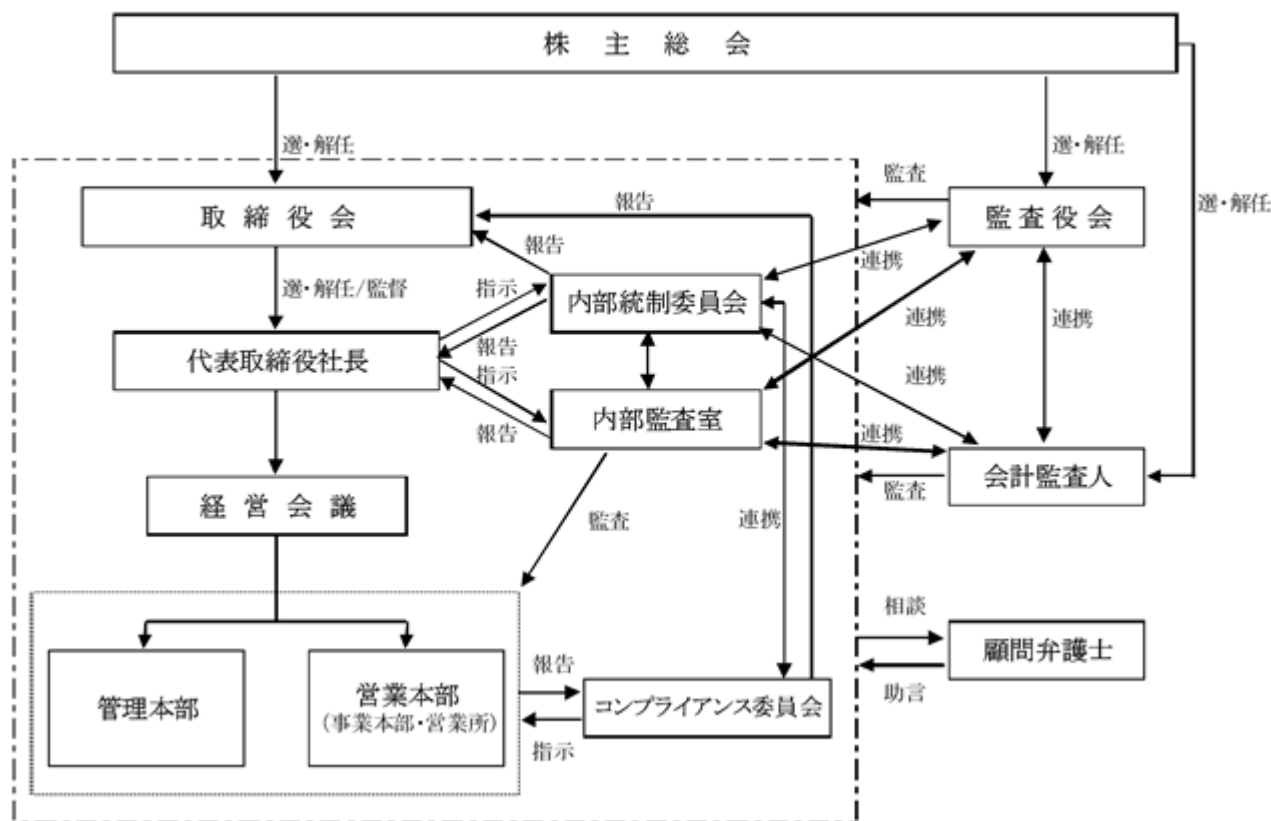 株主総会
選・解任
選・解任
選・解任
監査
取締役会
報告
監査役会
報告
連携
選・解任/監督
指示
内部統制委員会
連携
連携
代表取締役社長
報告
指示
連携
内部監査室
報告
連携
会計監査人
監査
経営会議
監査
連携
相談
顧問弁護士
助言
報告
管理本部
営業本部
(事業本部・営業所)
コンプライアンス委員会
指示